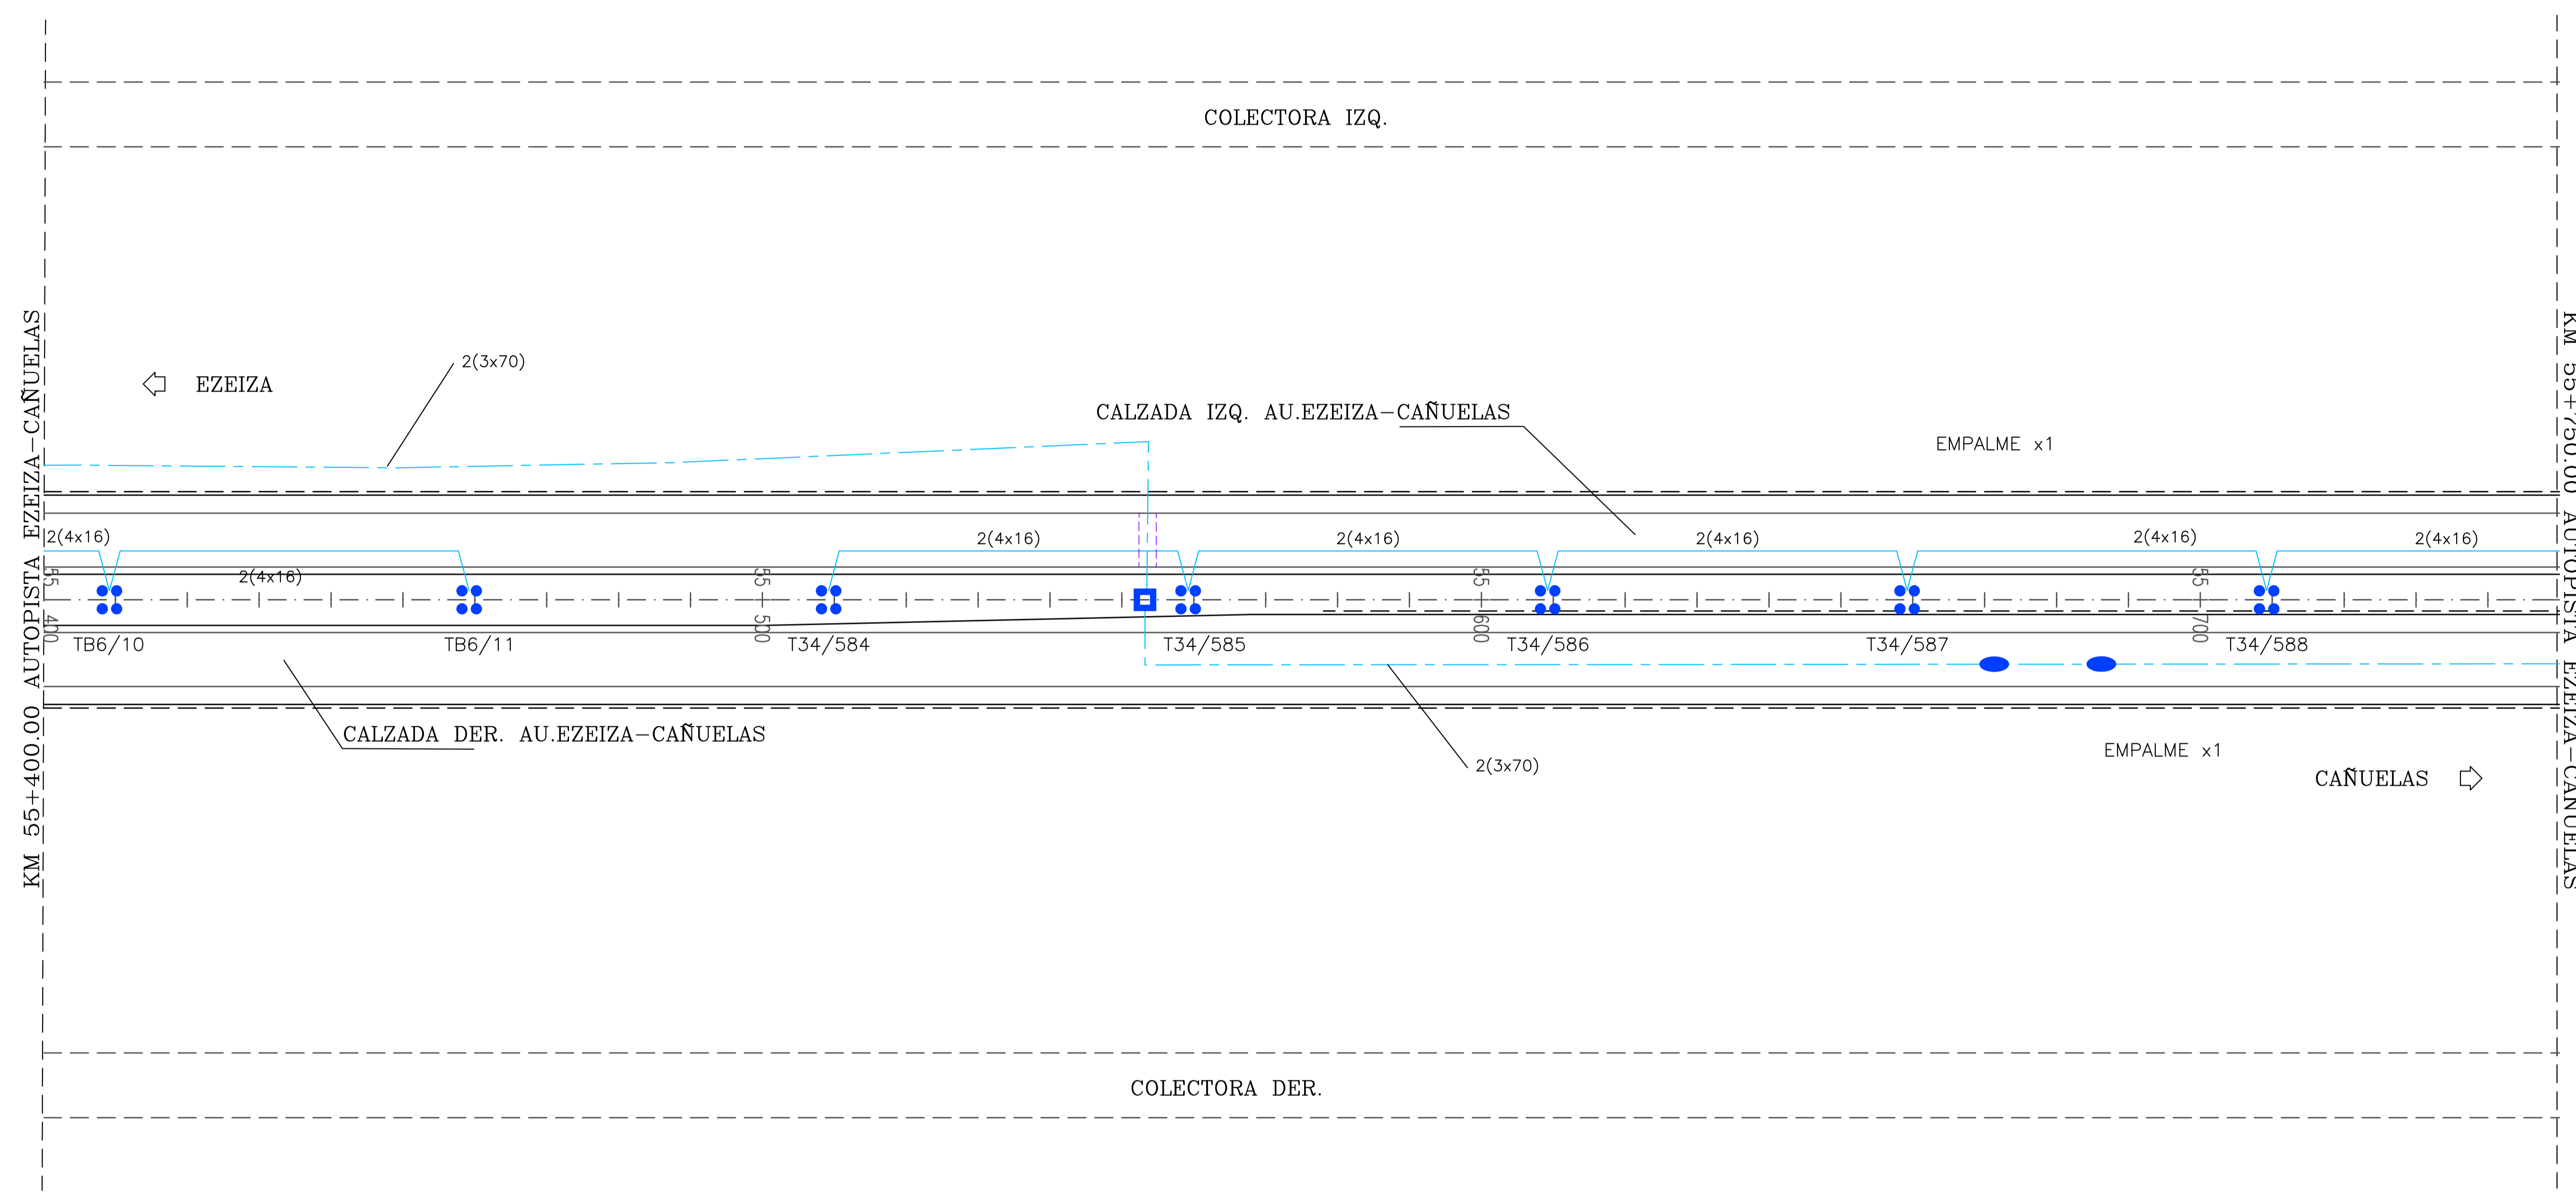 COLECTORA IZQ.
KM 55+400.00 AUTOPISTA EZEIZA-CAÑUELAS
KM 55+750.00 AUTOPISTA EZEIZA-CAÑUELAS
2(3x70)
EZEIZA
CALZADA IZQ. AU.EZEIZA-CAÑUELAS
EMPALME x1
2(4x16)
2(4x16)
2(4x16)
2(4x16)
2(4x16)
2(4x16)
2(4x16)
55 400
55 500
55 600
55 700
TB6/10
TB6/11
T34/584
T34/585
T34/586
T34/587
T34/588
CALZADA DER. AU.EZEIZA-CAÑUELAS
2(3x70)
EMPALME x1
CAÑUELAS
COLECTORA DER.